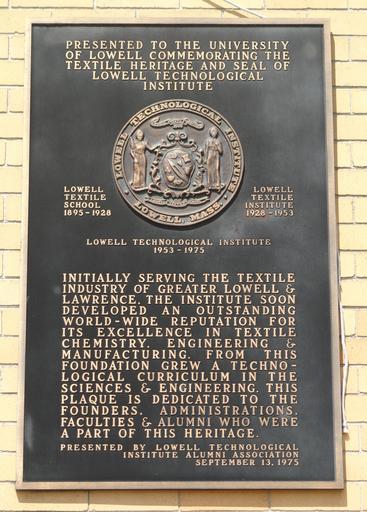 PRESENTED TO THE UNIVERSITY
OF LOWELL COMMEMORATING THE
TEXTILE HERITAGE AND SEAL OF
LOWELL TECHNOLOGICAL
INSTITUTE
LOWELL TECHNOLOGICAL INSTITUTE
LOWELL, MASS.
LOWELL
TEXTILE
SCHOOL
1895-1928
LOWELL
TEXTILE
INSTITUTE
1928-1953
LOWELL TECHNOLOGICAL INSTITUTE
1953-1975
INITIALLY SERVING THE TEXTILE
INDUSTRY OF GREATER LOWELL &
LAWRENCE, THE INSTITUTE SOON
DEVELOPED AN OUTSTANDING
WORLD-WIDE REPUTATION FOR
ITS EXCELLENCE IN TEXTILE
CHEMISTRY, ENGINEERING &
MANUFACTURING. FROM THIS
FOUNDATION GREW A TECHNO-
LOGICAL CURRICULUM IN THE
SCIENCES & ENGINEERING. THIS
PLAQUE IS DEDICATED TO THE
FOUNDERS, ADMINISTRATIONS,
FACULTIES & ALUMNI WHO WERE
A PART OF THIS HERITAGE.
PRESENTED BY LOWELL TECHNOLOGICAL
INSTITUTE ALUMNI ASSOCIATION
SEPTEMBER 13, 1975